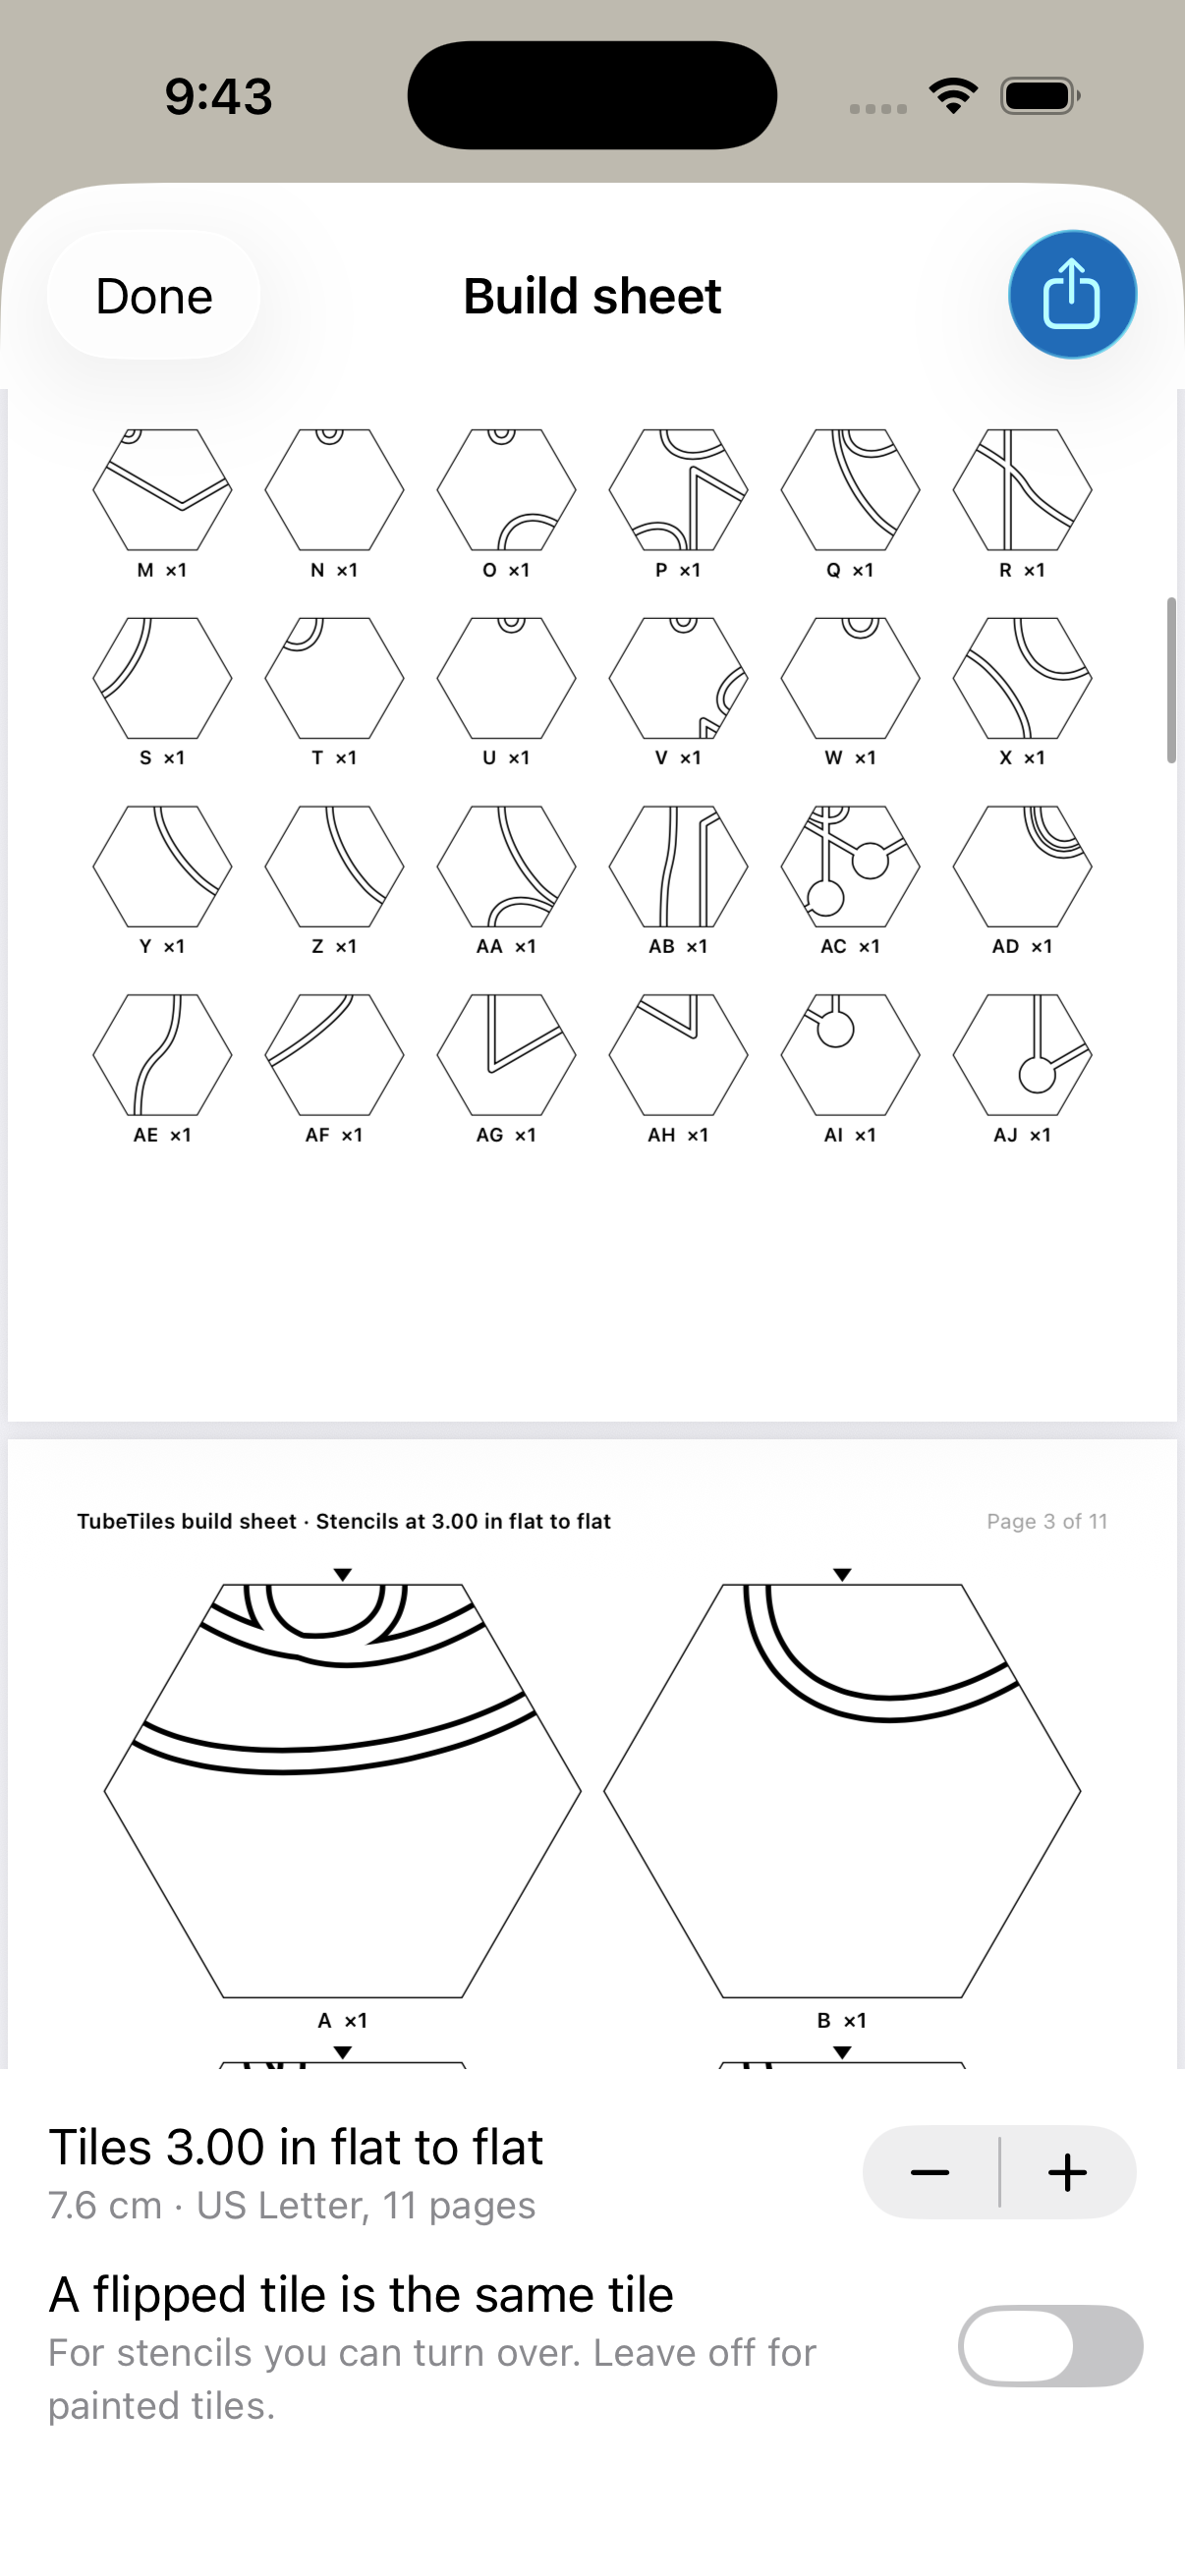 9:43
Done
Build sheet
M ×1
N ×1
O ×1
P ×1
Q ×1
R ×1
S ×1
T ×1
U ×1
V ×1
W ×1
X ×1
Y ×1
Z ×1
AA ×1
AB ×1
AC ×1
AD ×1
AE ×1
AF ×1
AG ×1
AH ×1
AI ×1
AJ ×1
TubeTiles build sheet · Stencils at 3.00 in flat to flat
Page 3 of 11
A ×1
B ×1
Tiles 3.00 in flat to flat
7.6 cm · US Letter, 11 pages
A flipped tile is the same tile
For stencils you can turn over. Leave off for
painted tiles.